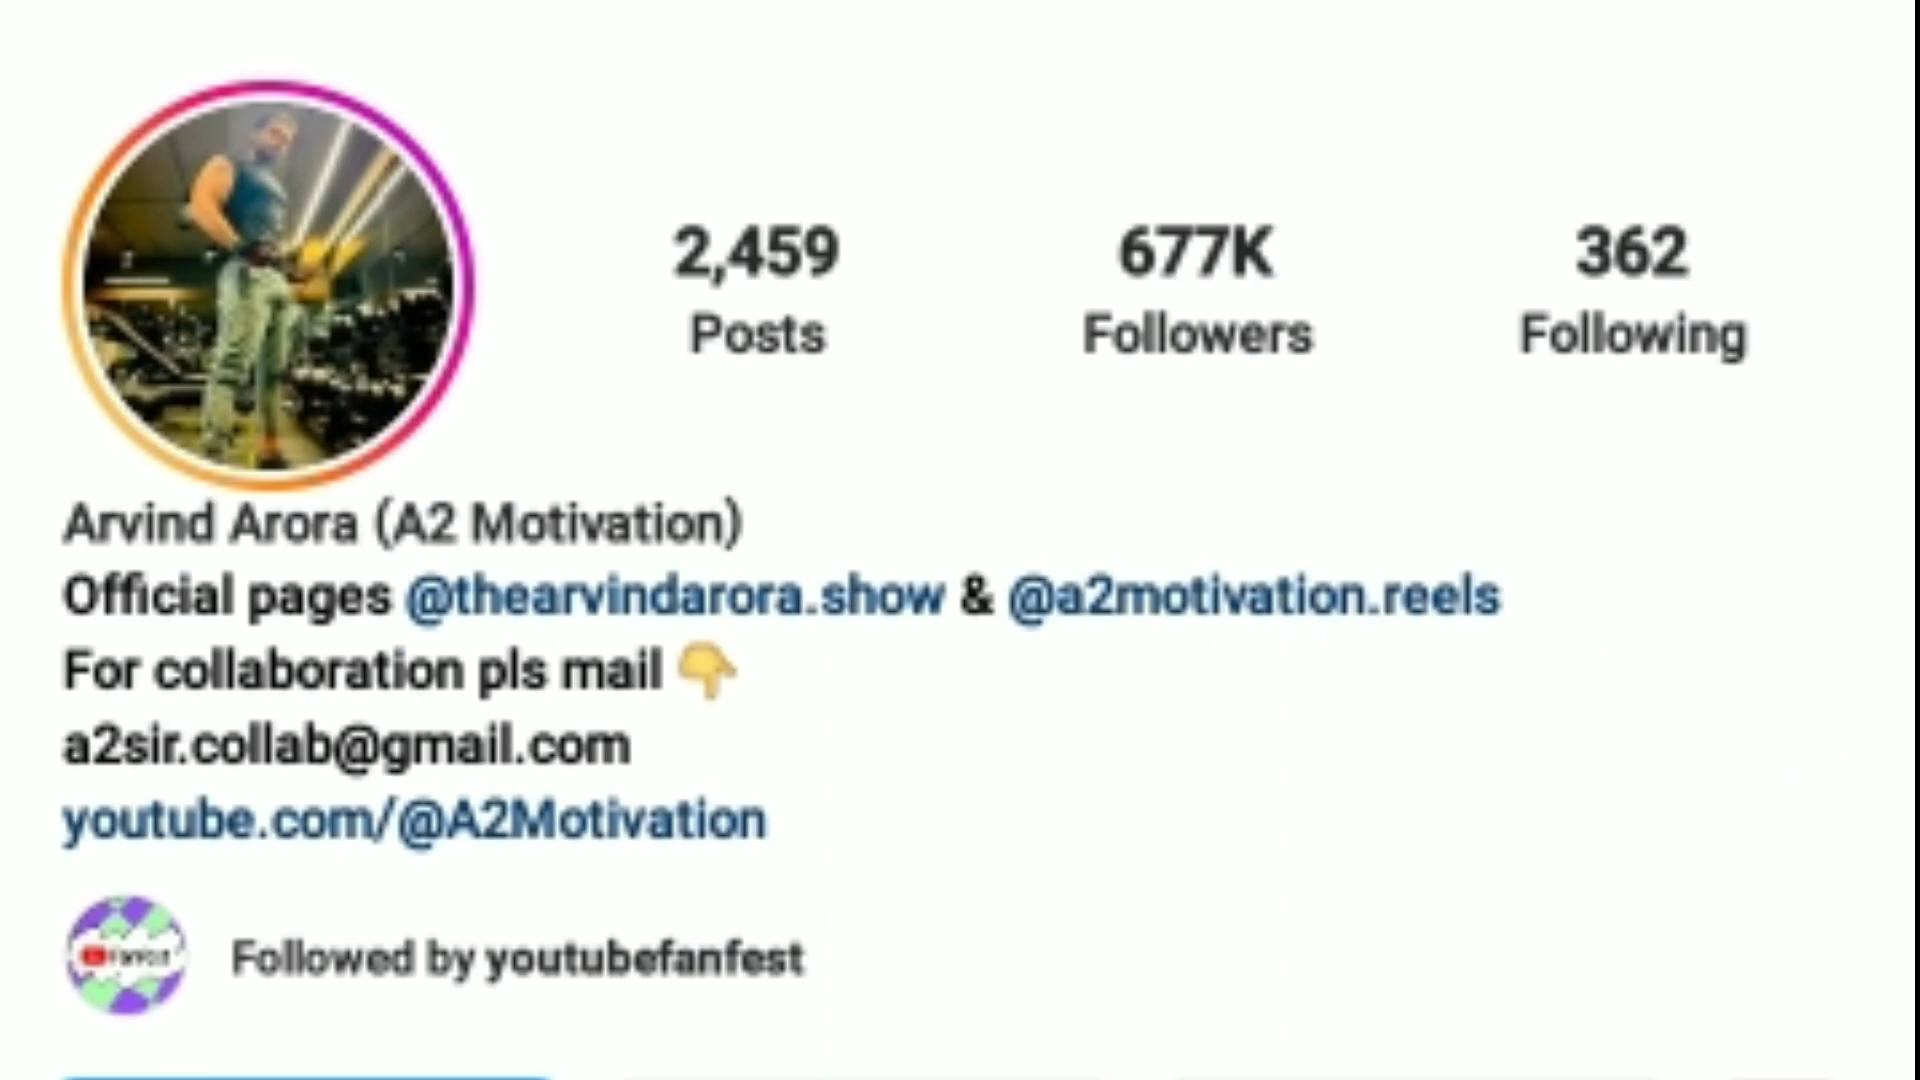 2,459 677K 362
Posts Followers Following
Arvind Arora (A2 Motivation)
Official pages @thearvindarora.show & @a2motivation.reels
For collaboration pls mail 👇
a2sir.collab@gmail.com
youtube.com/@A2Motivation
Followed by youtubefanfest